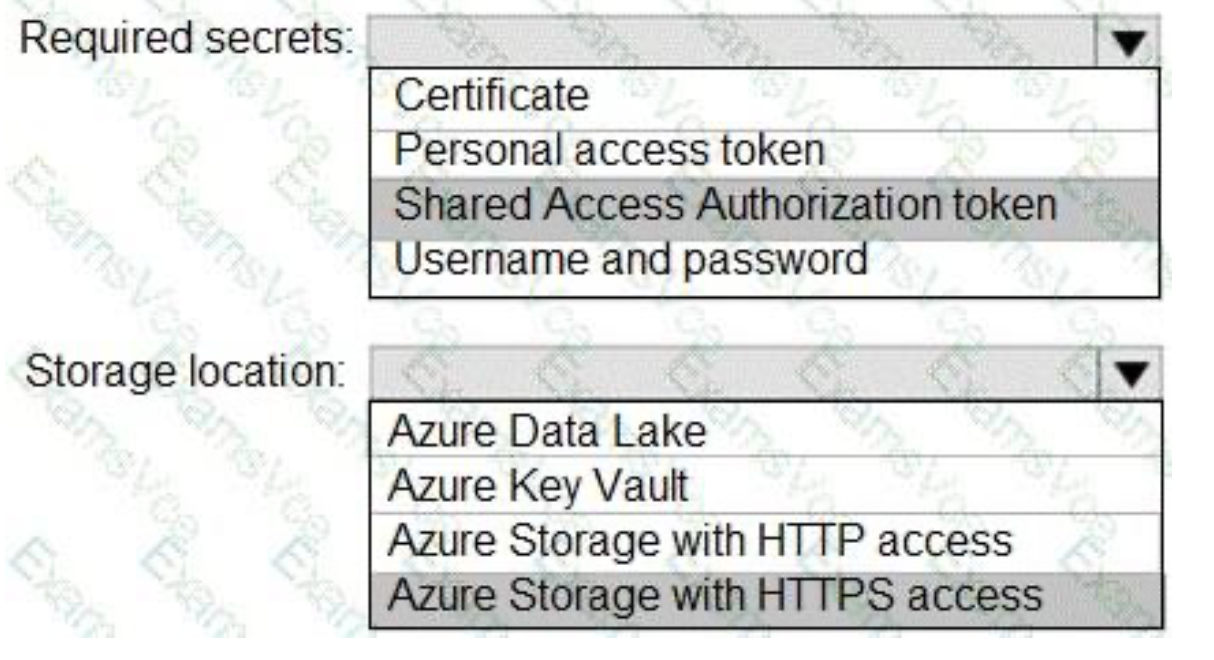 Required secrets:
Certificate
Personal access token
Shared Access Authorization token
Username and password
Storage location:
Azure Data Lake
Azure Key Vault
Azure Storage with HTTP access
Azure Storage with HTTPS access
ExamsVce